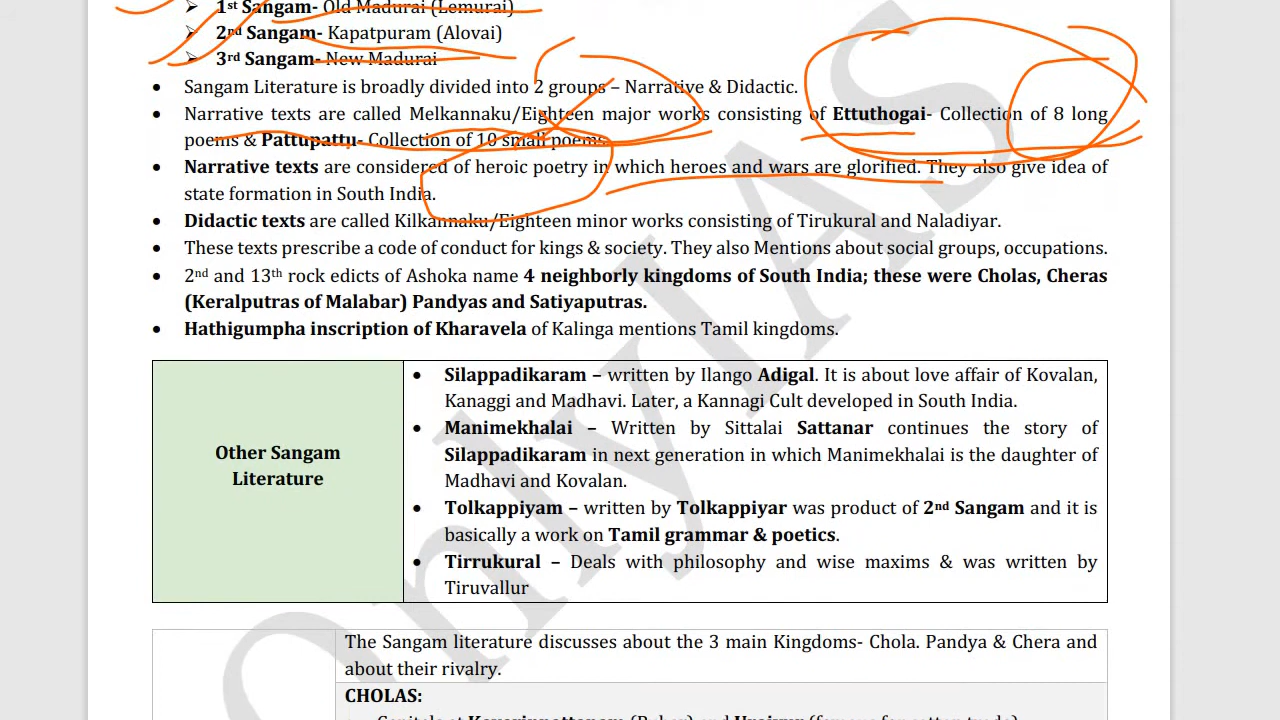 ➤ 1st Sangam- Old Madurai (Lemurai)
➤ 2nd Sangam- Kapatpuram (Alovai)
➤ 3rd Sangam- New Madurai
• Sangam Literature is broadly divided into 2 groups – Narrative & Didactic.
• Narrative texts are called Melkannaku/Eighteen major works consisting of Ettuthogai- Collection of 8 long
poems & Pattupattu- Collection of 10 small poems.
• Narrative texts are considered of heroic poetry in which heroes and wars are glorified. They also give idea of
state formation in South India.
• Didactic texts are called Kilkannaku/Eighteen minor works consisting of Tirukural and Naladiyar.
• These texts prescribe a code of conduct for kings & society. They also Mentions about social groups, occupations.
• 2nd and 13th rock edicts of Ashoka name 4 neighborly kingdoms of South India; these were Cholas, Cheras
(Keralputras of Malabar) Pandyas and Satiyaputras.
• Hathigumpha inscription of Kharavela of Kalinga mentions Tamil kingdoms.
Other Sangam
Literature
• Silappadikaram – written by Ilango Adigal. It is about love affair of Kovalan,
Kanaggi and Madhavi. Later, a Kannagi Cult developed in South India.
• Manimekhalai – Written by Sittalai Sattanar continues the story of
Silappadikaram in next generation in which Manimekhalai is the daughter of
Madhavi and Kovalan.
• Tolkappiyam – written by Tolkappiyar was product of 2nd Sangam and it is
basically a work on Tamil grammar & poetics.
• Tirrukural – Deals with philosophy and wise maxims & was written by
Tiruvallur
The Sangam literature discusses about the 3 main Kingdoms- Chola. Pandya & Chera and
about their rivalry.
CHOLAS:
OnlyIAS